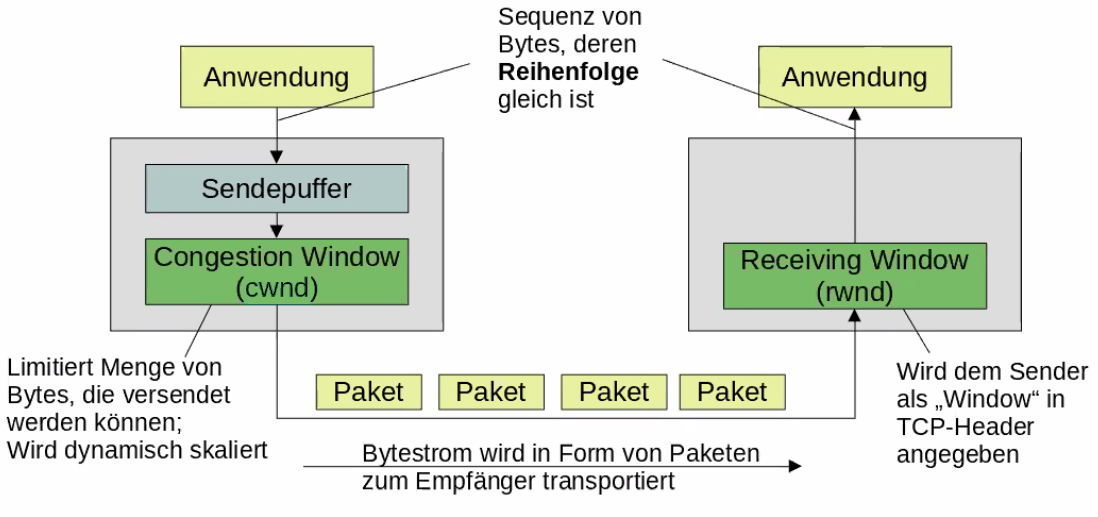 Sequenz von
Bytes, deren
Reihenfolge
gleich ist
Anwendung
Anwendung
Sendepuffer
Congestion Window
(cwnd)
Receiving Window
(rwnd)
Limitiert Menge von
Bytes, die versendet
werden können;
Wird dynamisch skaliert
Paket
Paket
Paket
Paket
Wird dem Sender
als „Window“ in
TCP-Header
angegeben
Bytestrom wird in Form von Paketen
zum Empfänger transportiert